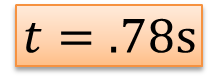 t = .78s